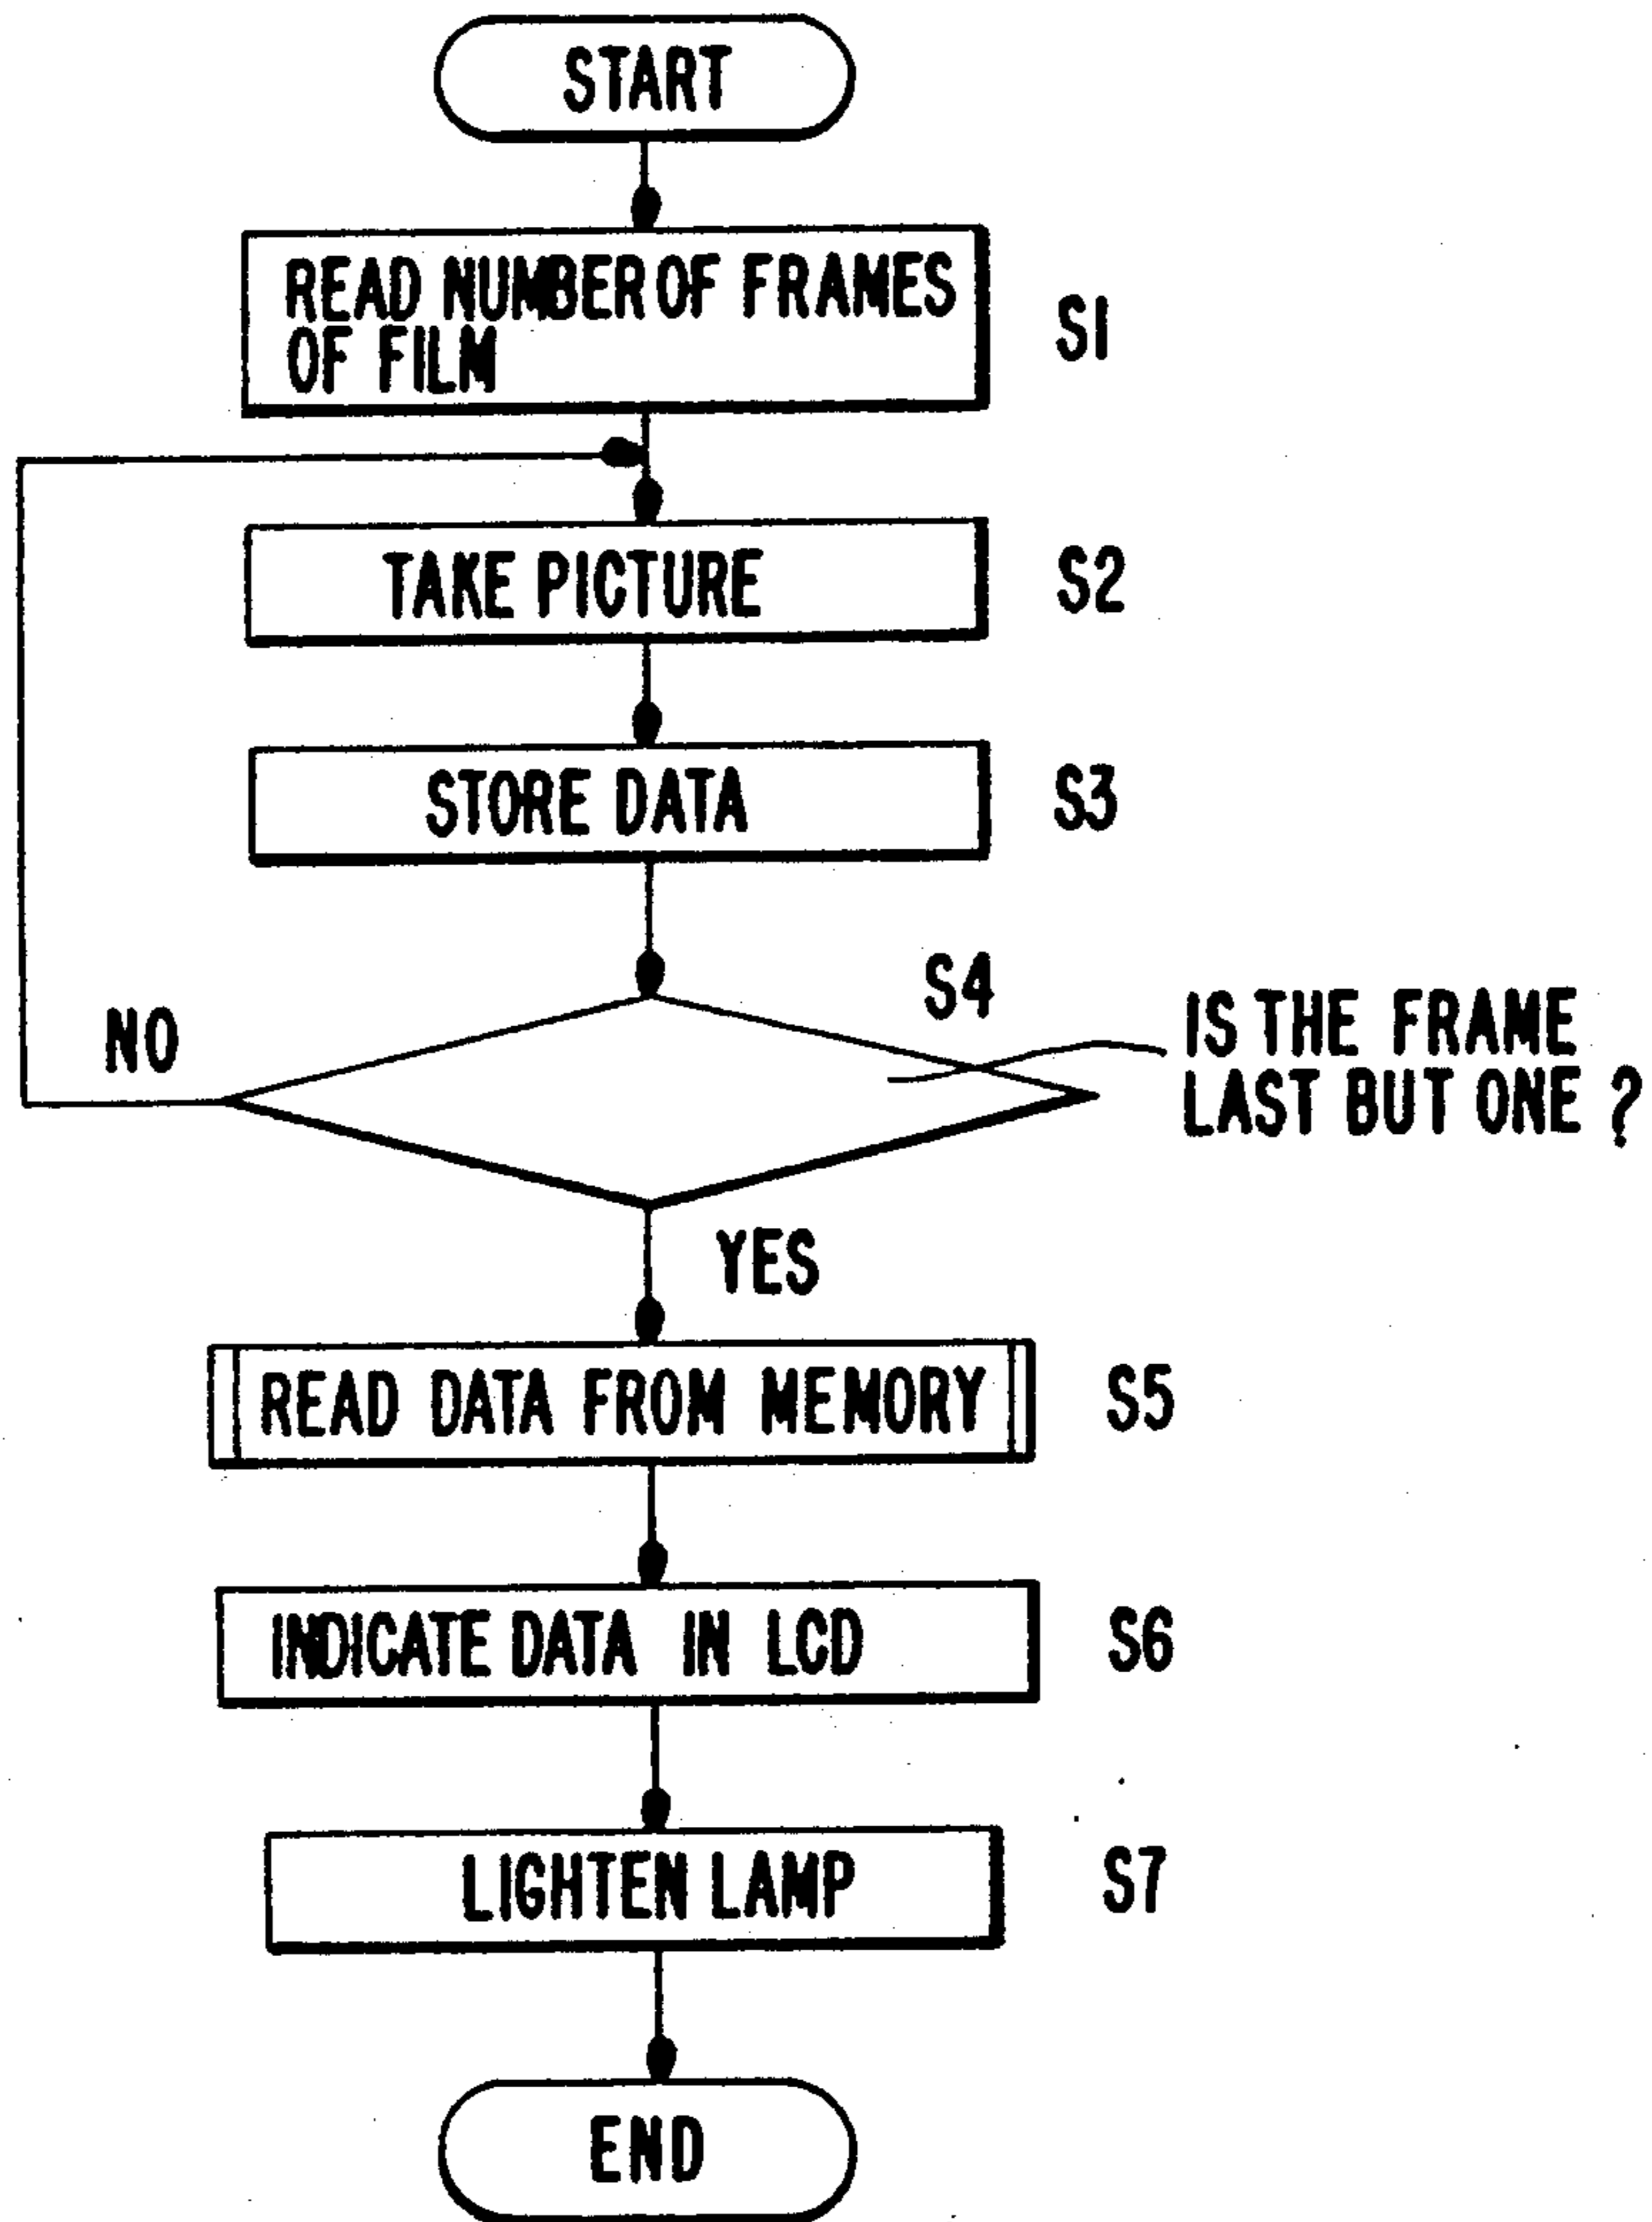 START
READ NUMBER OF FRAMES
OF FILM
S1
TAKE PICTURE
S2
STORE DATA
S3
S4
NO
IS THE FRAME
LAST BUT ONE ?
YES
READ DATA FROM MEMORY
S5
INDICATE DATA IN LCD
S6
LIGHTEN LAMP
S7
END